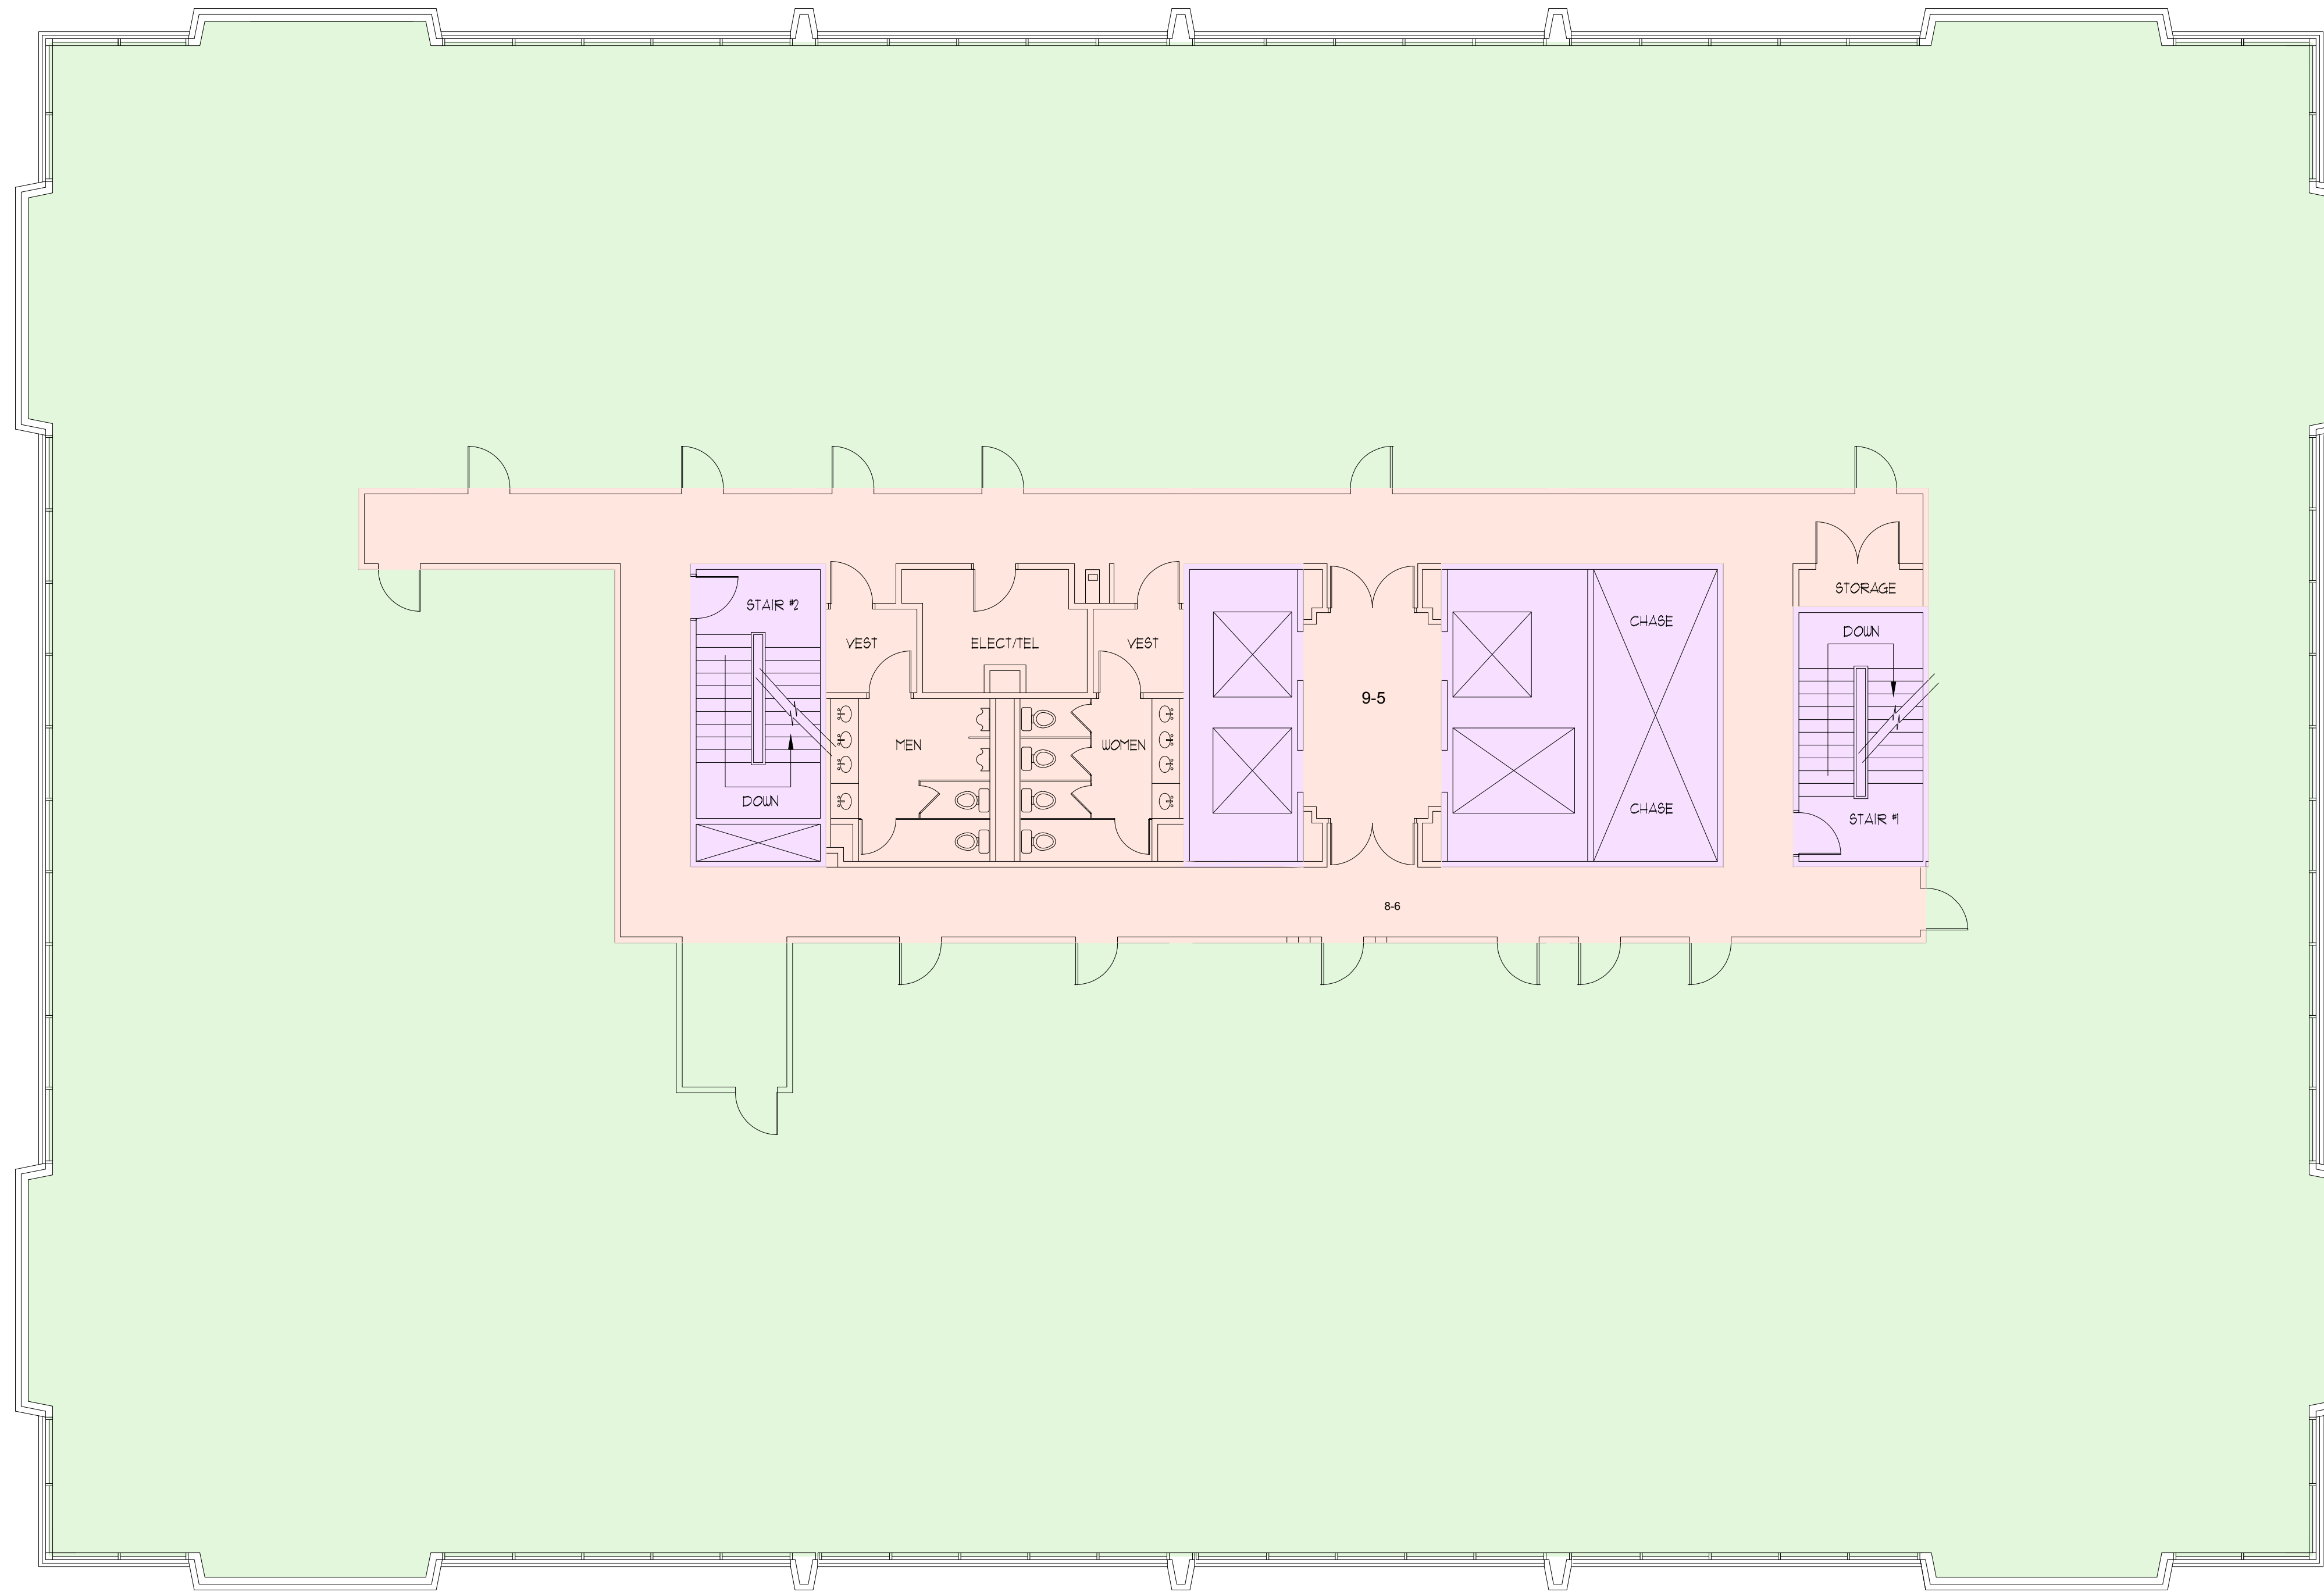 STORAGE
STAIR #2
CHASE
DOWN
VEST
ELECT/TEL
VEST
9-5
MEN
WOMEN
DOWN
CHASE
STAIR #1
8-6